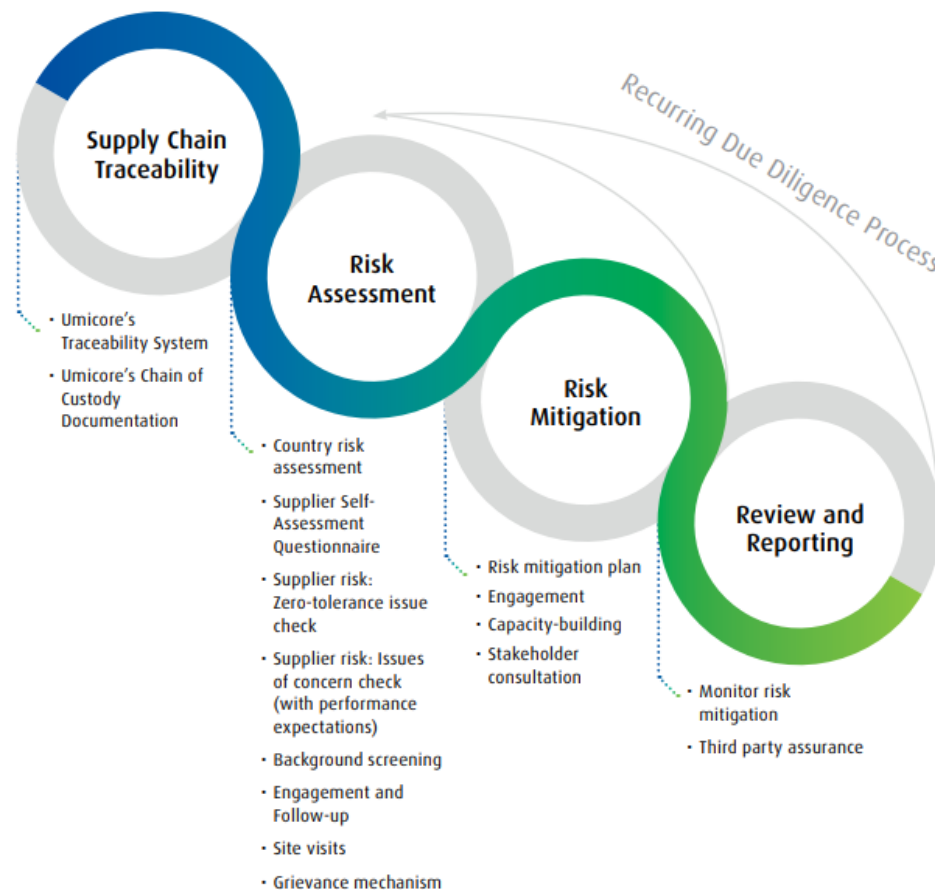 Recurring Due Diligence Process
Supply Chain
Traceability
Risk
Assessment
Risk
Mitigation
Review and
Reporting
• Umicore's
Traceability System
• Umicore's Chain of
Custody
Documentation
• Country risk
assessment
• Supplier Self-
Assessment
Questionnaire
• Supplier risk:
Zero-tolerance issue
check
• Supplier risk: Issues
of concern check
(with performance
expectations)
• Background screening
• Engagement and
Follow-up
• Site visits
• Grievance mechanism
• Risk mitigation plan
• Engagement
• Capacity-building
• Stakeholder
consultation
• Monitor risk
mitigation
• Third party assurance